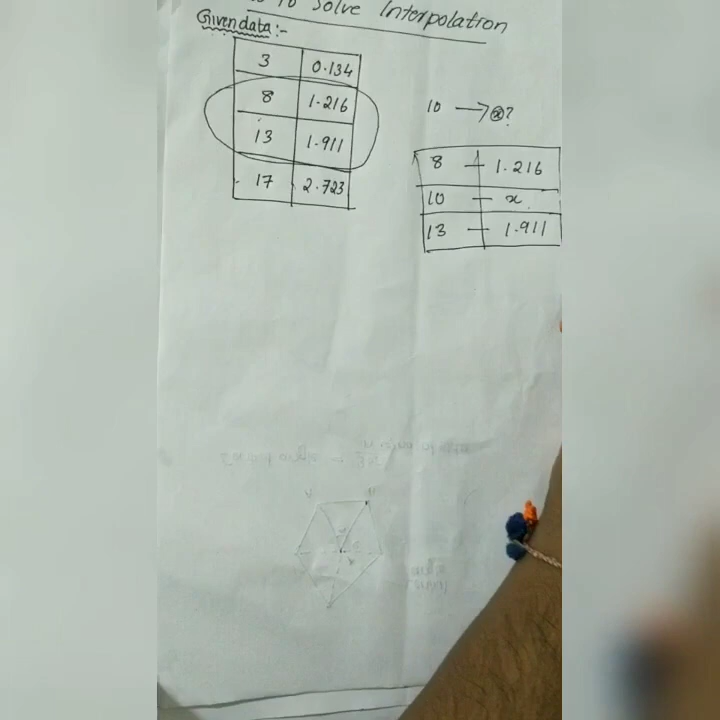 To Solve Interpolation
Given data:-
3 0.134
8 1.216
13 1.911
17 2.723
10 → x?
8 1.216
10 x
13 1.911